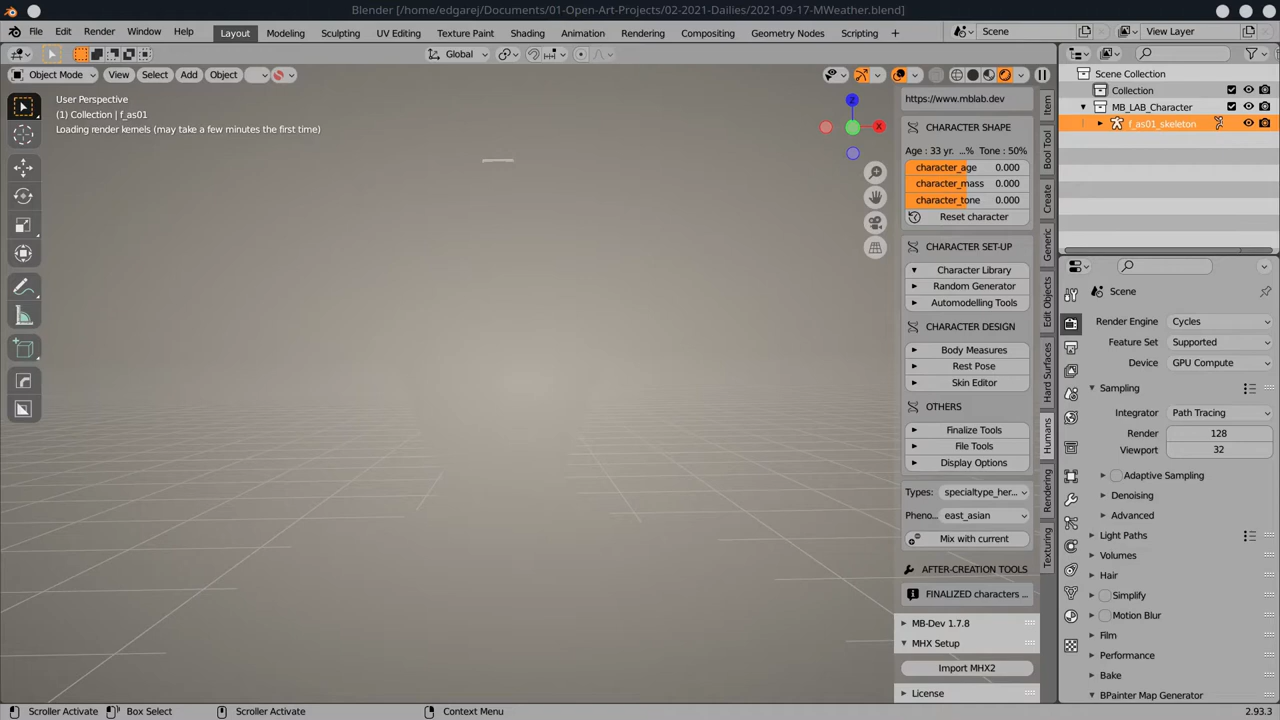 Blender [/home/edgarej/Documents/01-Open-Art-Projects/02-2021-Dailies/2021-09-17-MWeather.blend]
File Edit Render Window Help Layout Modeling Sculpting UV Editing Texture Paint Shading Animation Rendering Compositing Geometry Nodes Scripting Scene View Layer
Global
Object Mode View Select Add Object
User Perspective
(1) Collection | f_as01
Loading render kernels (may take a few minutes the first time)
Z
X
https://www.mblab.dev
CHARACTER SHAPE
Age : 33 yr. ...% Tone : 50%
character_age 0.000
character_mass 0.000
character_tone 0.000
Reset character
CHARACTER SET-UP
Character Library
Random Generator
Automodelling Tools
CHARACTER DESIGN
Body Measures
Rest Pose
Skin Editor
OTHERS
Finalize Tools
File Tools
Display Options
Types: specialtype_her...
Pheno... east_asian
Mix with current
AFTER-CREATION TOOLS
FINALIZED characters ...
MB-Dev 1.7.8
MHX Setup
Import MHX2
License
Item
Bool Tool
Create
Generic
Edit Objects
Hard Surfaces
Humans
Rendering
Texturing
Scene Collection
Collection
MB_LAB_Character
f_as01_skeleton
Scene
Render Engine Cycles
Feature Set Supported
Device GPU Compute
Sampling
Integrator Path Tracing
Render 128
Viewport 32
Adaptive Sampling
Denoising
Advanced
Light Paths
Volumes
Hair
Simplify
Motion Blur
Film
Performance
Bake
BPainter Map Generator
Scroller Activate Box Select Scroller Activate Context Menu 2.93.3